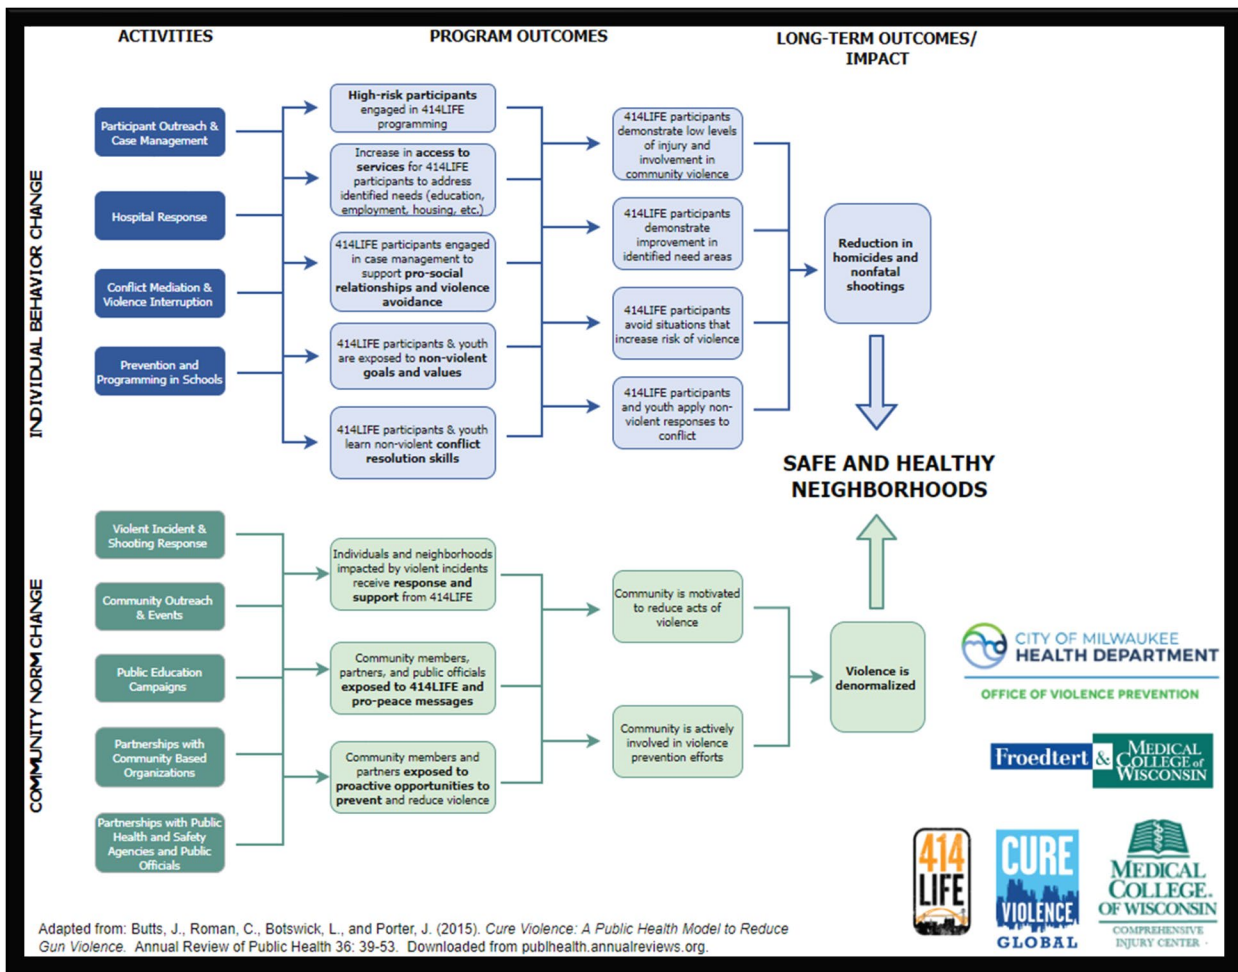 ACTIVITIES
PROGRAM OUTCOMES
LONG-TERM OUTCOMES/
IMPACT
INDIVIDUAL BEHAVIOR CHANGE
Participant Outreach &
Case Management
Hospital Response
Conflict Mediation &
Violence Interruption
Prevention and
Programming in Schools
High-risk participants
engaged in 414LIFE
programming
Increase in access to
services for 414LIFE
participants to address
identified needs (education,
employment, housing, etc.)
414LIFE participants engaged
in case management to
support pro-social
relationships and violence
avoidance
414LIFE participants & youth
are exposed to non-violent
goals and values
414LIFE participants & youth
learn non-violent conflict
resolution skills
414LIFE participants
demonstrate low levels
of injury and
involvement in
community violence
414LIFE participants
demonstrate
improvement in
identified need areas
414LIFE participants
avoid situations that
increase risk of violence
414LIFE participants
and youth apply non-
violent responses to
conflict
Reduction in
homicides and
nonfatal
shootings
SAFE AND HEALTHY
NEIGHBORHOODS
COMMUNITY NORM CHANGE
Violent Incident &
Shooting Response
Community Outreach
& Events
Public Education
Campaigns
Partnerships with
Community Based
Organizations
Partnerships with Public
Health and Safety
Agencies and Public
Officials
Individuals and neighborhoods
impacted by violent incidents
receive response and
support from 414LIFE
Community members,
partners, and public officials
exposed to 414LIFE and
pro-peace messages
Community members and
partners exposed to
proactive opportunities to
prevent and reduce violence
Community is motivated
to reduce acts of
violence
Community is actively
involved in violence
prevention efforts
Violence is
denormalized
CITY OF MILWAUKEE
HEALTH DEPARTMENT
OFFICE OF VIOLENCE PREVENTION
Froedtert & MEDICAL
COLLEGE of
WISCONSIN
414
LIFE
CURE
VIOLENCE
GLOBAL
MEDICAL
COLLEGE
OF WISCONSIN
COMPREHENSIVE
INJURY CENTER
Adapted from: Butts, J., Roman, C., Botswick, L., and Porter, J. (2015). Cure Violence: A Public Health Model to Reduce
Gun Violence. Annual Review of Public Health 36: 39-53. Downloaded from publhealth.annualreviews.org.